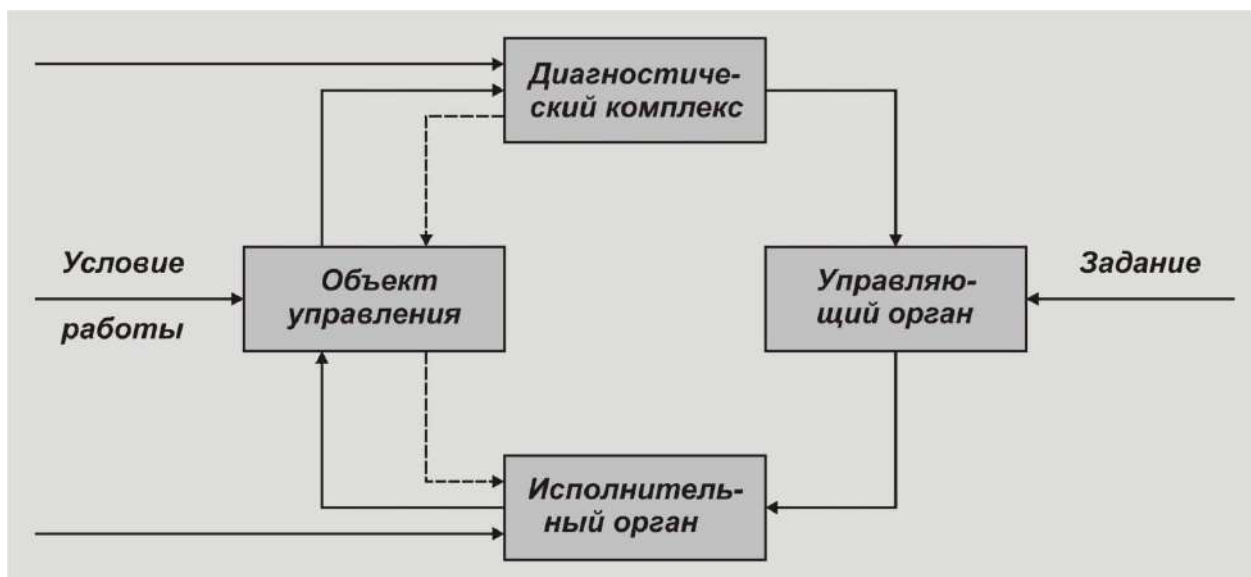 Диагностиче-
ский комплекс
Условие
работы
Объект
управления
Управляю-
щий орган
Задание
Исполнитель-
ный орган